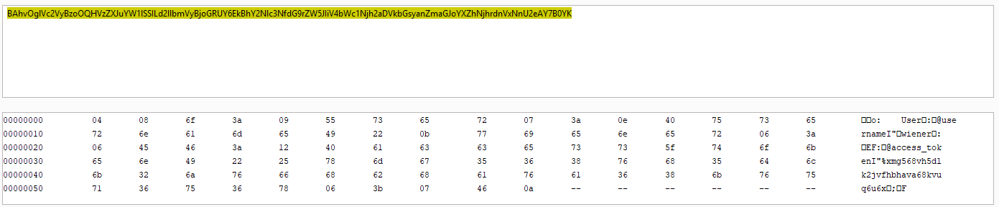 BAhvOglVc2VyBzoOQHVzZXJuYW1lSSILd2llbmVyBjoGRUY6EkBhY2Nlc3NfdG9rZW5JIiV4bWc1Njh2aDVkbGsyanZmaGJoYXZhNjhrdnVxNnU2eAY7B0YK
00000000 04 08 6f 3a 09 55 73 65 72 07 3a 0e 40 75 73 65 □□o: User□:□@use
00000010 72 6e 61 6d 65 49 22 0b 77 69 65 6e 65 72 06 3a rnameI"□wiener□:
00000020 06 45 46 3a 12 40 61 63 63 65 73 73 5f 74 6f 6b □EF:□@access_tok
00000030 65 6e 49 22 25 78 6d 67 35 36 38 76 68 35 64 6c enI"%xmg568vh5dl
00000040 6b 32 6a 76 66 68 62 68 61 76 61 36 38 6b 76 75 k2jvfhbhava68kvu
00000050 71 36 75 36 78 06 3b 07 46 0a -- -- -- -- -- -- q6u6x□;□F